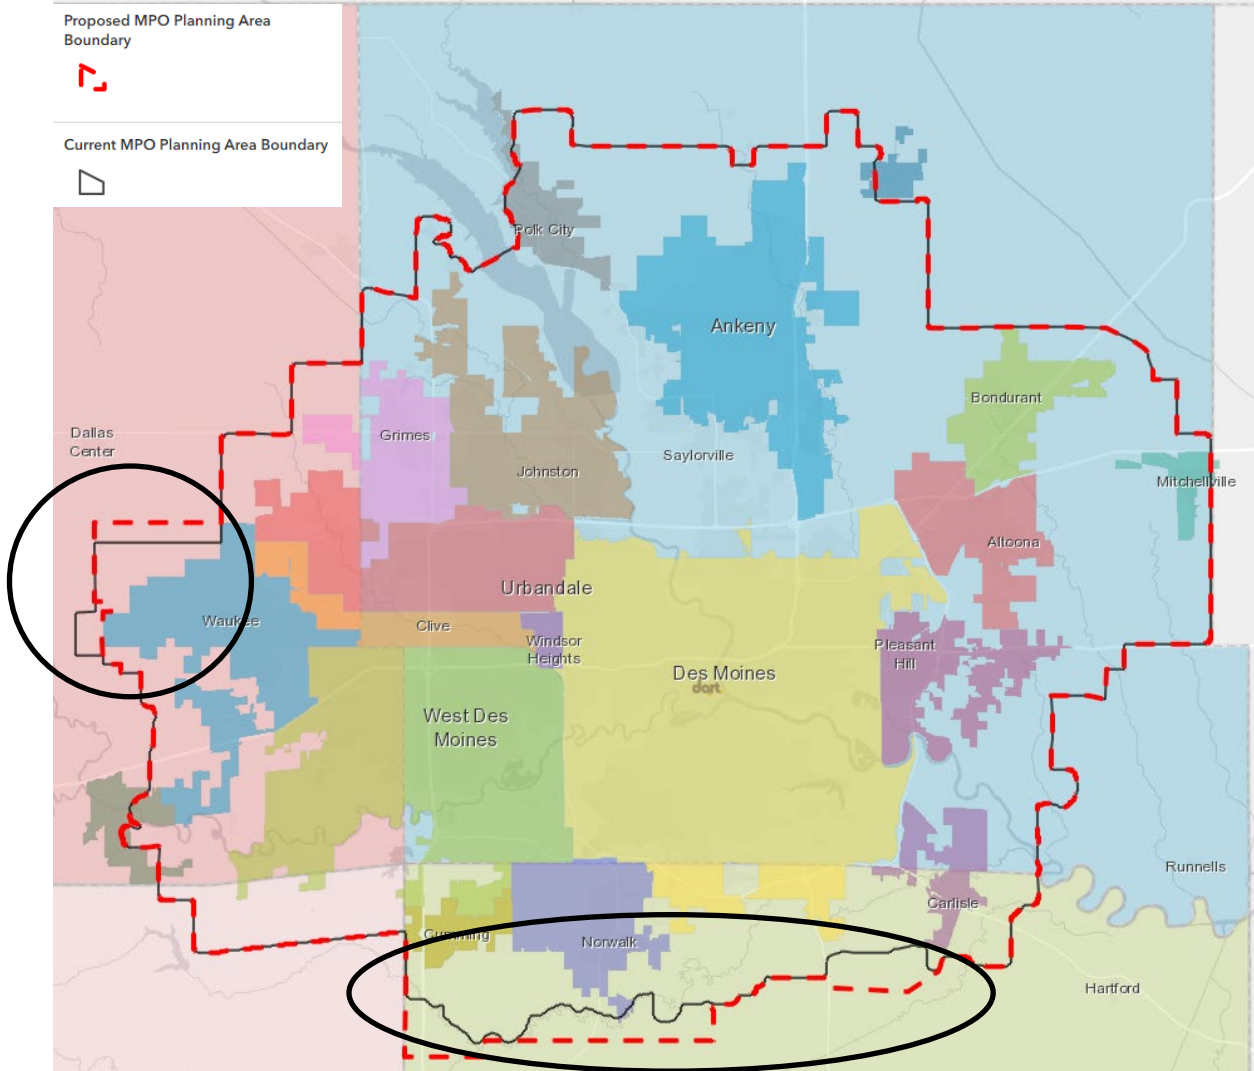 Proposed MPO Planning Area
Boundary
Current MPO Planning Area Boundary
Polk City
Ankeny
Bondurant
Dallas
Center
Grimes
Saylorville
Johnston
Mitchellville
Altoona
Urbandale
Waukee
Clive
Windsor
Heights
Pleasant
Hill
Des Moines
dart
West Des
Moines
Runnells
Carlisle
Cumming
Norwalk
Hartford